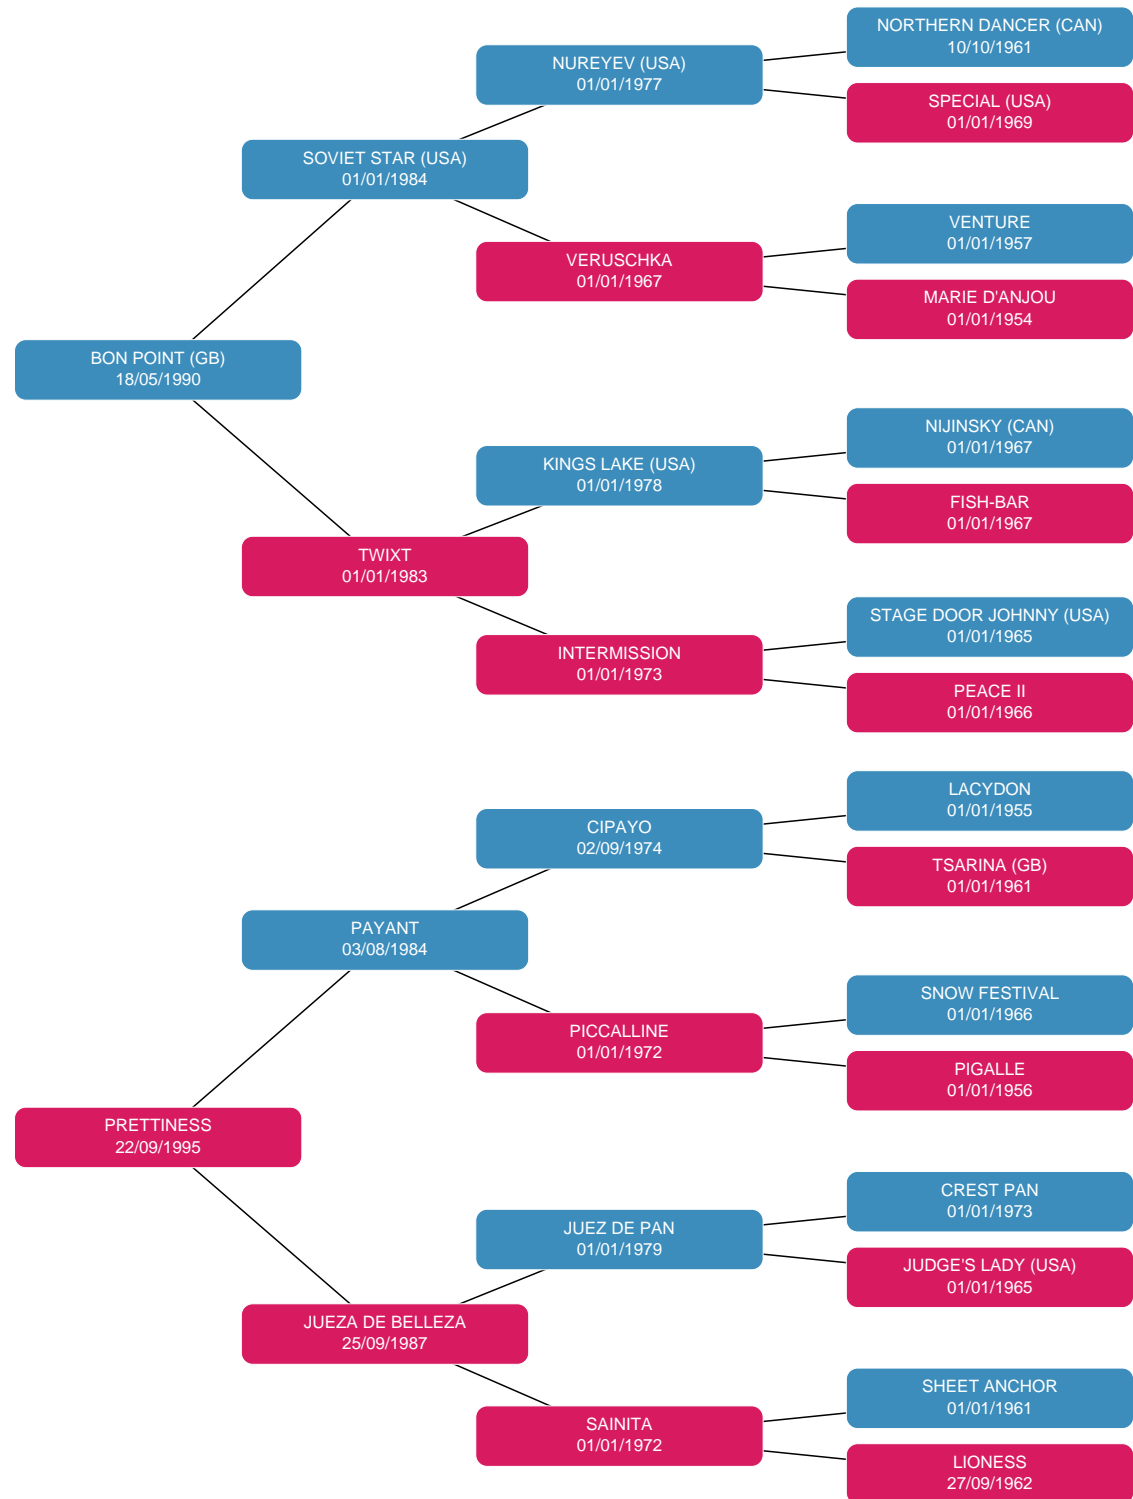 NORTHERN DANCER (CAN)
10/10/1961
NUREYEV (USA)
01/01/1977
SPECIAL (USA)
01/01/1969
SOVIET STAR (USA)
01/01/1984
VENTURE
01/01/1957
VERUSCHKA
01/01/1967
MARIE D'ANJOU
01/01/1954
BON POINT (GB)
18/05/1990
NIJINSKY (CAN)
01/01/1967
KINGS LAKE (USA)
01/01/1978
FISH-BAR
01/01/1967
TWIXT
01/01/1983
STAGE DOOR JOHNNY (USA)
01/01/1965
INTERMISSION
01/01/1973
PEACE II
01/01/1966
LACYDON
01/01/1955
CIPAYO
02/09/1974
TSARINA (GB)
01/01/1961
PAYANT
03/08/1984
SNOW FESTIVAL
01/01/1966
PICCALLINE
01/01/1972
PIGALLE
01/01/1956
PRETTINESS
22/09/1995
CREST PAN
01/01/1973
JUEZ DE PAN
01/01/1979
JUDGE'S LADY (USA)
01/01/1965
JUEZA DE BELLEZA
25/09/1987
SHEET ANCHOR
01/01/1961
SAINITA
01/01/1972
LIONESS
27/09/1962